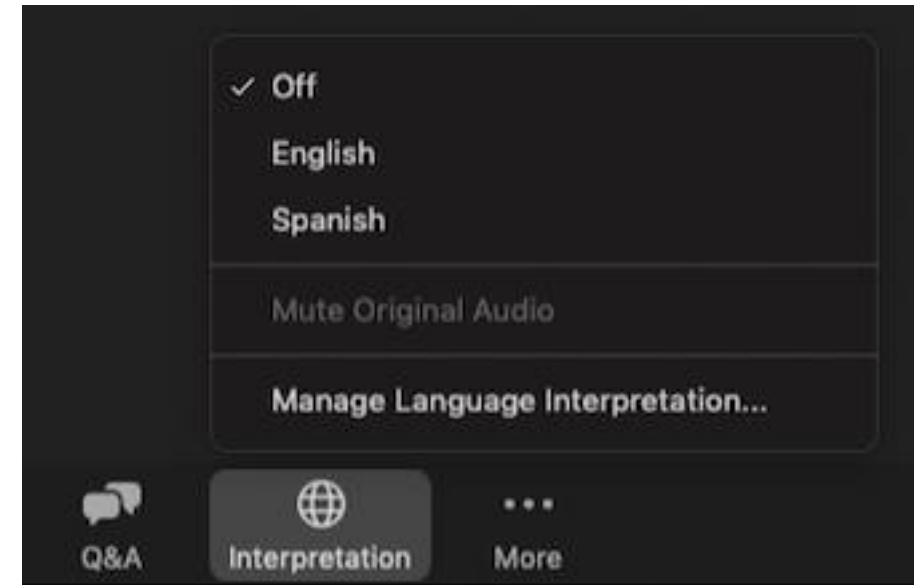 Off
English
Spanish
Mute Original Audio
Manage Language Interpretation...
Q&A
Interpretation
More